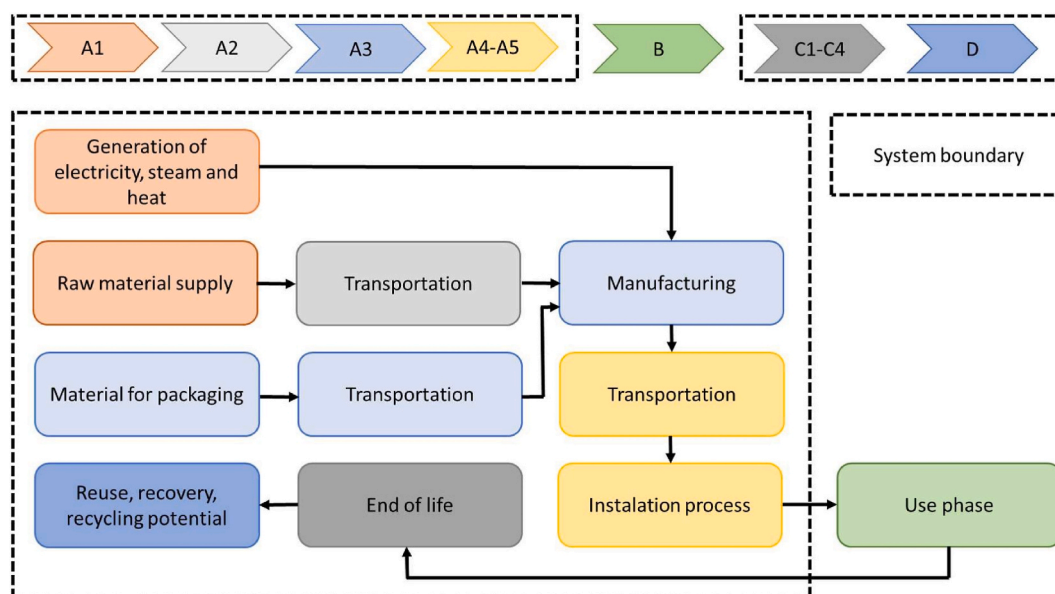 A1
A2
A3
A4-A5
B
C1-C4
D
Generation of
electricity, steam and
heat
System boundary
Raw material supply
Transportation
Manufacturing
Material for packaging
Transportation
Transportation
Reuse, recovery,
recycling potential
End of life
Instalation process
Use phase